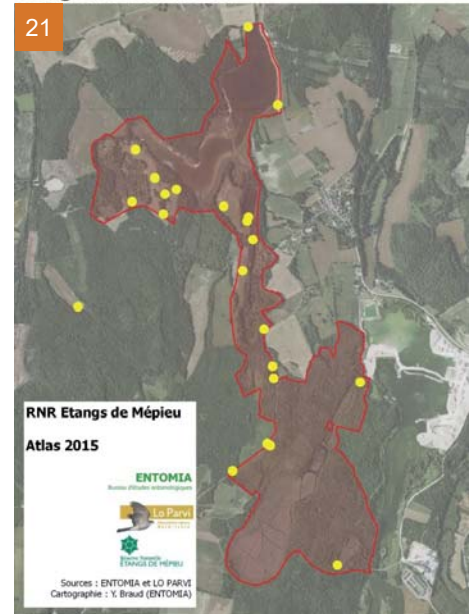 21
RNR Etangs de Mépieu
Atlas 2015
ENTOMIA
Bureau d'études entomologiques
Lo Parvi
ETANGS DE MÉPIEU
Sources : ENTOMIA et LO PARVI
Cartographie : Y. Braud (ENTOMIA)